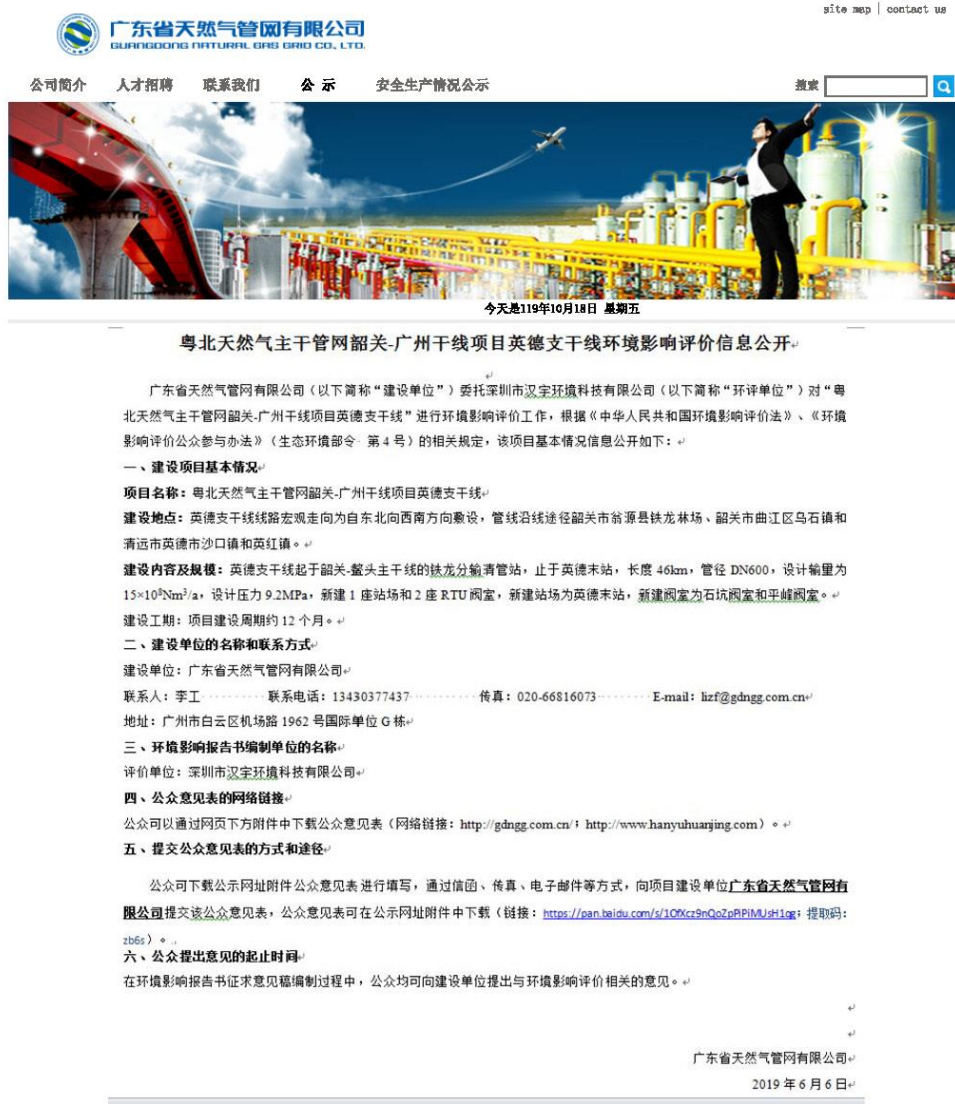 site map | contact us
广东省天然气管网有限公司
GUANGDONG NATURAL GAS GRID CO., LTD.
公司简介 人才招聘 联系我们 公 示 安全生产情况公示 搜索
今天是119年10月18日 星期五
粤北天然气主干管网韶关-广州干线项目英德支干线环境影响评价信息公开
广东省天然气管网有限公司（以下简称“建设单位”）委托深圳市汉宇环境科技有限公司（以下简称“环评单位”）对“粤
北天然气主干管网韶关-广州干线项目英德支干线”进行环境影响评价工作，根据《中华人民共和国环境影响评价法》、《环境
影响评价公众参与办法》（生态环境部令 第 4 号）的相关规定，该项目基本情况信息公开如下：
一、建设项目基本情况
项目名称：粤北天然气主干管网韶关-广州干线项目英德支干线
建设地点：英德支干线线路宏观走向为自东北向西南方向敷设，管线沿线途径韶关市翁源县铁龙林场、韶关市曲江区乌石镇和
清远市英德市沙口镇和英红镇。
建设内容及规模：英德支干线起于韶关-鳌头主干线的铁龙分输清管站，止于英德末站，长度 46km，管径 DN600，设计输量为
15×10⁸Nm³/a，设计压力 9.2MPa，新建 1 座站场和 2 座 RTU 阀室，新建站场为英德末站，新建阀室为石坑阀室和平峰阀室。
建设工期：项目建设周期约 12 个月。
二、建设单位的名称和联系方式
建设单位：广东省天然气管网有限公司
联系人：李工 联系电话：13430377437 传真：020-66816073 E-mail：lizf@gdngg.com.cn
地址：广州市白云区机场路 1962 号国际单位 G 栋
三、环境影响报告书编制单位的名称
评价单位：深圳市汉宇环境科技有限公司
四、公众意见表的网络链接
公众可以通过网页下方附件中下载公众意见表（网络链接：http://gdngg.com.cn/；http://www.hanyuhuanjing.com）。
五、提交公众意见表的方式和途径
公众可下载公示网址附件公众意见表进行填写，通过信函、传真、电子邮件等方式，向项目建设单位广东省天然气管网有
限公司提交该公众意见表，公众意见表可在公示网址附件中下载（链接：https://pan.baidu.com/s/1OfXcz9nQoZpPlPiMUsH1qg；提取码：
zb6s）。
六、公众提出意见的起止时间
在环境影响报告书征求意见稿编制过程中，公众均可向建设单位提出与环境影响评价相关的意见。
广东省天然气管网有限公司
2019 年 6 月 6 日